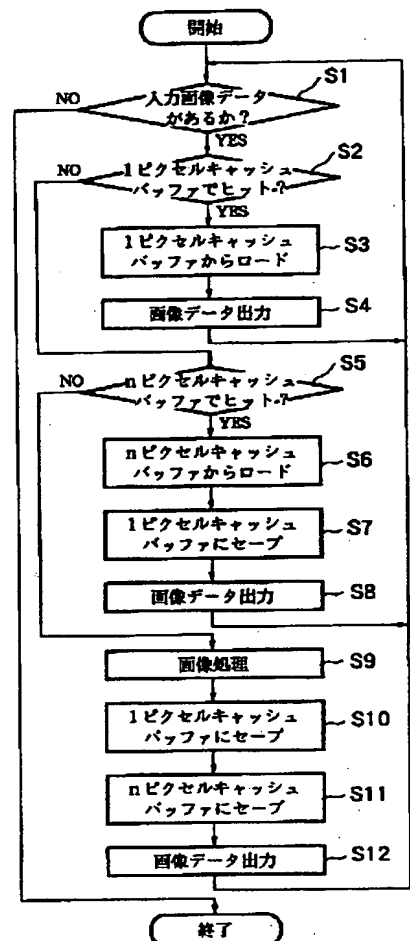 開始
入力画像データ
があるか?
S1
NO
YES
1ピクセルキャッシュ
バッファでヒット?
S2
NO
YES
1ピクセルキャッシュ
バッファからロード
S3
画像データ出力
S4
nピクセルキャッシュ
バッファでヒット?
S5
NO
YES
nピクセルキャッシュ
バッファからロード
S6
1ピクセルキャッシュ
バッファにセーブ
S7
画像データ出力
S8
画像処理
S9
1ピクセルキャッシュ
バッファにセーブ
S10
nピクセルキャッシュ
バッファにセーブ
S11
画像データ出力
S12
終了